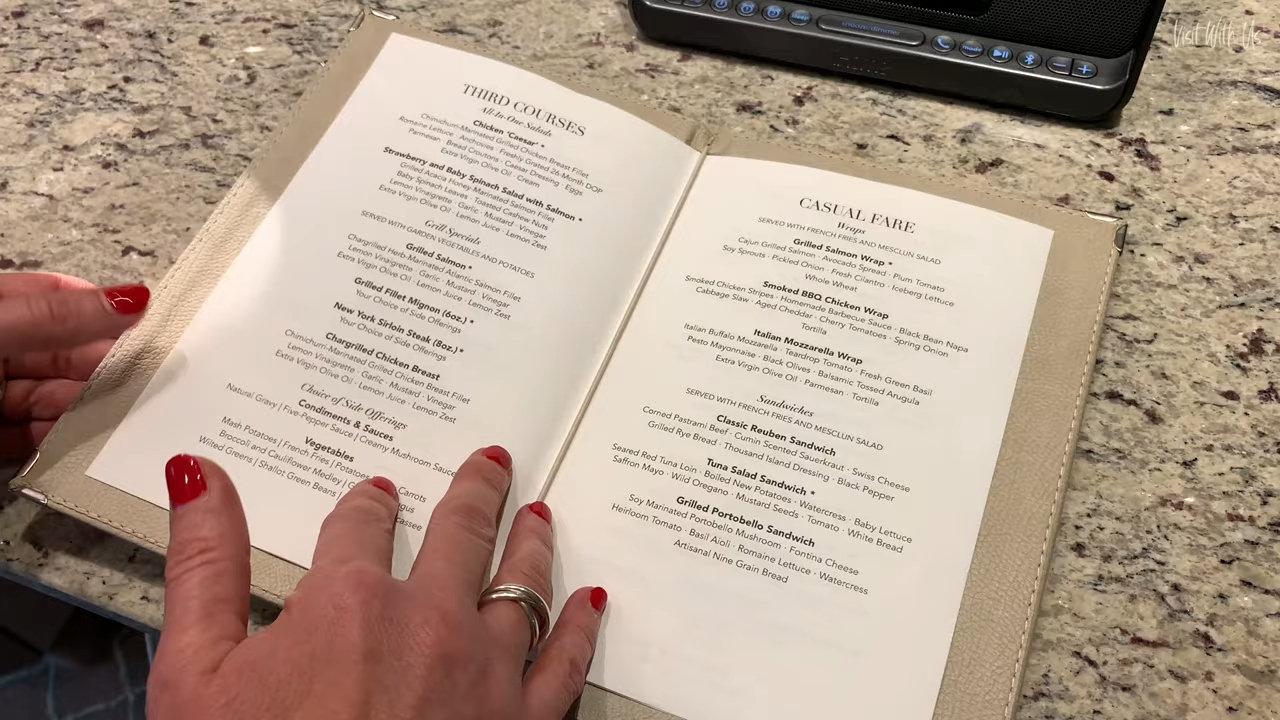 Visit With Us
snooze/dimmer
mode
THIRD COURSES
All-In-One Salads
Chicken 'Caesar' *
Chimichurri-Marinated Grilled Chicken Breast Fillet
Romaine Lettuce · Anchovies · Freshly Grated 26-Month DOP
Parmesan · Bread Croutons · Caesar Dressing · Eggs
Extra Virgin Olive Oil · Cream
Strawberry and Baby Spinach Salad with Salmon *
Grilled Acacia Honey-Marinated Salmon Fillet
Baby Spinach Leaves · Toasted Cashew Nuts
Lemon Vinaigrette · Garlic · Mustard · Vinegar
Extra Virgin Olive Oil · Lemon Juice · Lemon Zest
Grill Specials
SERVED WITH GARDEN VEGETABLES AND POTATOES
Grilled Salmon *
Chargrilled Herb-Marinated Atlantic Salmon Fillet
Lemon Vinaigrette · Garlic · Mustard · Vinegar
Extra Virgin Olive Oil · Lemon Juice · Lemon Zest
Grilled Fillet Mignon (6oz.) *
Your Choice of Side Offerings
New York Sirloin Steak (8oz.) *
Your Choice of Side Offerings
Chargrilled Chicken Breast
Chimichurri-Marinated Grilled Chicken Breast Fillet
Lemon Vinaigrette · Garlic · Mustard · Vinegar
Extra Virgin Olive Oil · Lemon Juice · Lemon Zest
Choice of Side Offerings
Condiments & Sauces
Natural Gravy | Five-Pepper Sauce | Creamy Mushroom Sauce
Vegetables
Mash Potatoes | French Fries | Potatoes Carrots
Broccoli and Cauliflower Medley |
Wilted Greens | Shallot Green Beans |
CASUAL FARE
Wraps
SERVED WITH FRENCH FRIES AND MESCLUN SALAD
Grilled Salmon Wrap *
Cajun Grilled Salmon · Avocado Spread · Plum Tomato
Soy Sprouts · Pickled Onion · Fresh Cilantro · Iceberg Lettuce
Whole Wheat
Smoked BBQ Chicken Wrap
Smoked Chicken Stripes · Homemade Barbecue Sauce · Black Bean Napa
Cabbage Slaw · Aged Cheddar · Cherry Tomatoes · Spring Onion
Tortilla
Italian Mozzarella Wrap
Italian Buffalo Mozzarella · Teardrop Tomato · Fresh Green Basil
Pesto Mayonnaise · Black Olives · Balsamic Tossed Arugula
Extra Virgin Olive Oil · Parmesan · Tortilla
Sandwiches
SERVED WITH FRENCH FRIES AND MESCLUN SALAD
Classic Reuben Sandwich
Corned Pastrami Beef · Cumin Scented Sauerkraut · Swiss Cheese
Grilled Rye Bread · Thousand Island Dressing · Black Pepper
Tuna Salad Sandwich *
Seared Red Tuna Loin · Boiled New Potatoes · Watercress · Baby Lettuce
Saffron Mayo · Wild Oregano · Mustard Seeds · Tomato · White Bread
Grilled Portobello Sandwich
Soy Marinated Portobello Mushroom · Fontina Cheese
Heirloom Tomato · Basil Aioli · Romaine Lettuce · Watercress
Artisanal Nine Grain Bread